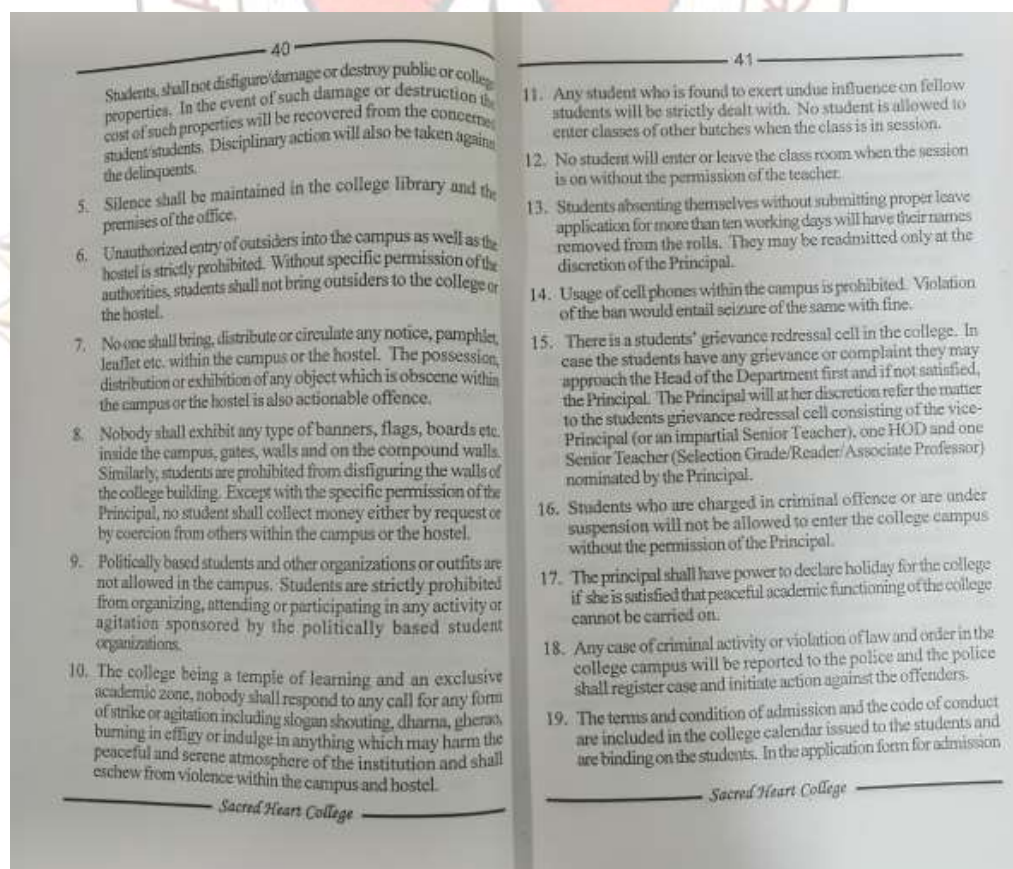 40
Students, shall not disfigure/damage or destroy public or college
properties. In the event of such damage or destruction the
cost of such properties will be recovered from the concerned
student/students. Disciplinary action will also be taken against
the delinquents.
5. Silence shall be maintained in the college library and the
premises of the office.
6. Unauthorized entry of outsiders into the campus as well as the
hostel is strictly prohibited. Without specific permission of the
authorities, students shall not bring outsiders to the college or
the hostel.
7. No one shall bring, distribute or circulate any notice, pamphlet,
leaflet etc. within the campus or the hostel. The possession,
distribution or exhibition of any object which is obscene within
the campus or the hostel is also actionable offence.
8. Nobody shall exhibit any type of banners, flags, boards etc.
inside the campus, gates, walls and on the compound walls.
Similarly, students are prohibited from disfiguring the walls of
the college building. Except with the specific permission of the
Principal, no student shall collect money either by request or
by coercion from others within the campus or the hostel.
9. Politically based students and other organizations or outfits are
not allowed in the campus. Students are strictly prohibited
from organizing, attending or participating in any activity or
agitation sponsored by the politically based student
organizations.
10. The college being a temple of learning and an exclusive
academic zone, nobody shall respond to any call for any form
of strike or agitation including slogan shouting, dharna, gherao,
burning in effigy or indulge in anything which may harm the
peaceful and serene atmosphere of the institution and shall
eschew from violence within the campus and hostel.
Sacred Heart College
41
11. Any student who is found to exert undue influence on fellow
students will be strictly dealt with. No student is allowed to
enter classes of other batches when the class is in session.
12. No student will enter or leave the class room when the session
is on without the permission of the teacher.
13. Students absenting themselves without submitting proper leave
application for more than ten working days will have their names
removed from the rolls. They may be readmitted only at the
discretion of the Principal.
14. Usage of cell phones within the campus is prohibited. Violation
of the ban would entail seizure of the same with fine.
15. There is a students' grievance redressal cell in the college. In
case the students have any grievance or complaint they may
approach the Head of the Department first and if not satisfied,
the Principal. The Principal will at her discretion refer the matter
to the students grievance redressal cell consisting of the vice-
Principal (or an impartial Senior Teacher), one HOD and one
Senior Teacher (Selection Grade/Reader/Associate Professor)
nominated by the Principal.
16. Students who are charged in criminal offence or are under
suspension will not be allowed to enter the college campus
without the permission of the Principal.
17. The principal shall have power to declare holiday for the college
if she is satisfied that peaceful academic functioning of the college
cannot be carried on.
18. Any case of criminal activity or violation of law and order in the
college campus will be reported to the police and the police
shall register case and initiate action against the offenders.
19. The terms and condition of admission and the code of conduct
are included in the college calendar issued to the students and
are binding on the students. In the application form for admission
Sacred Heart College